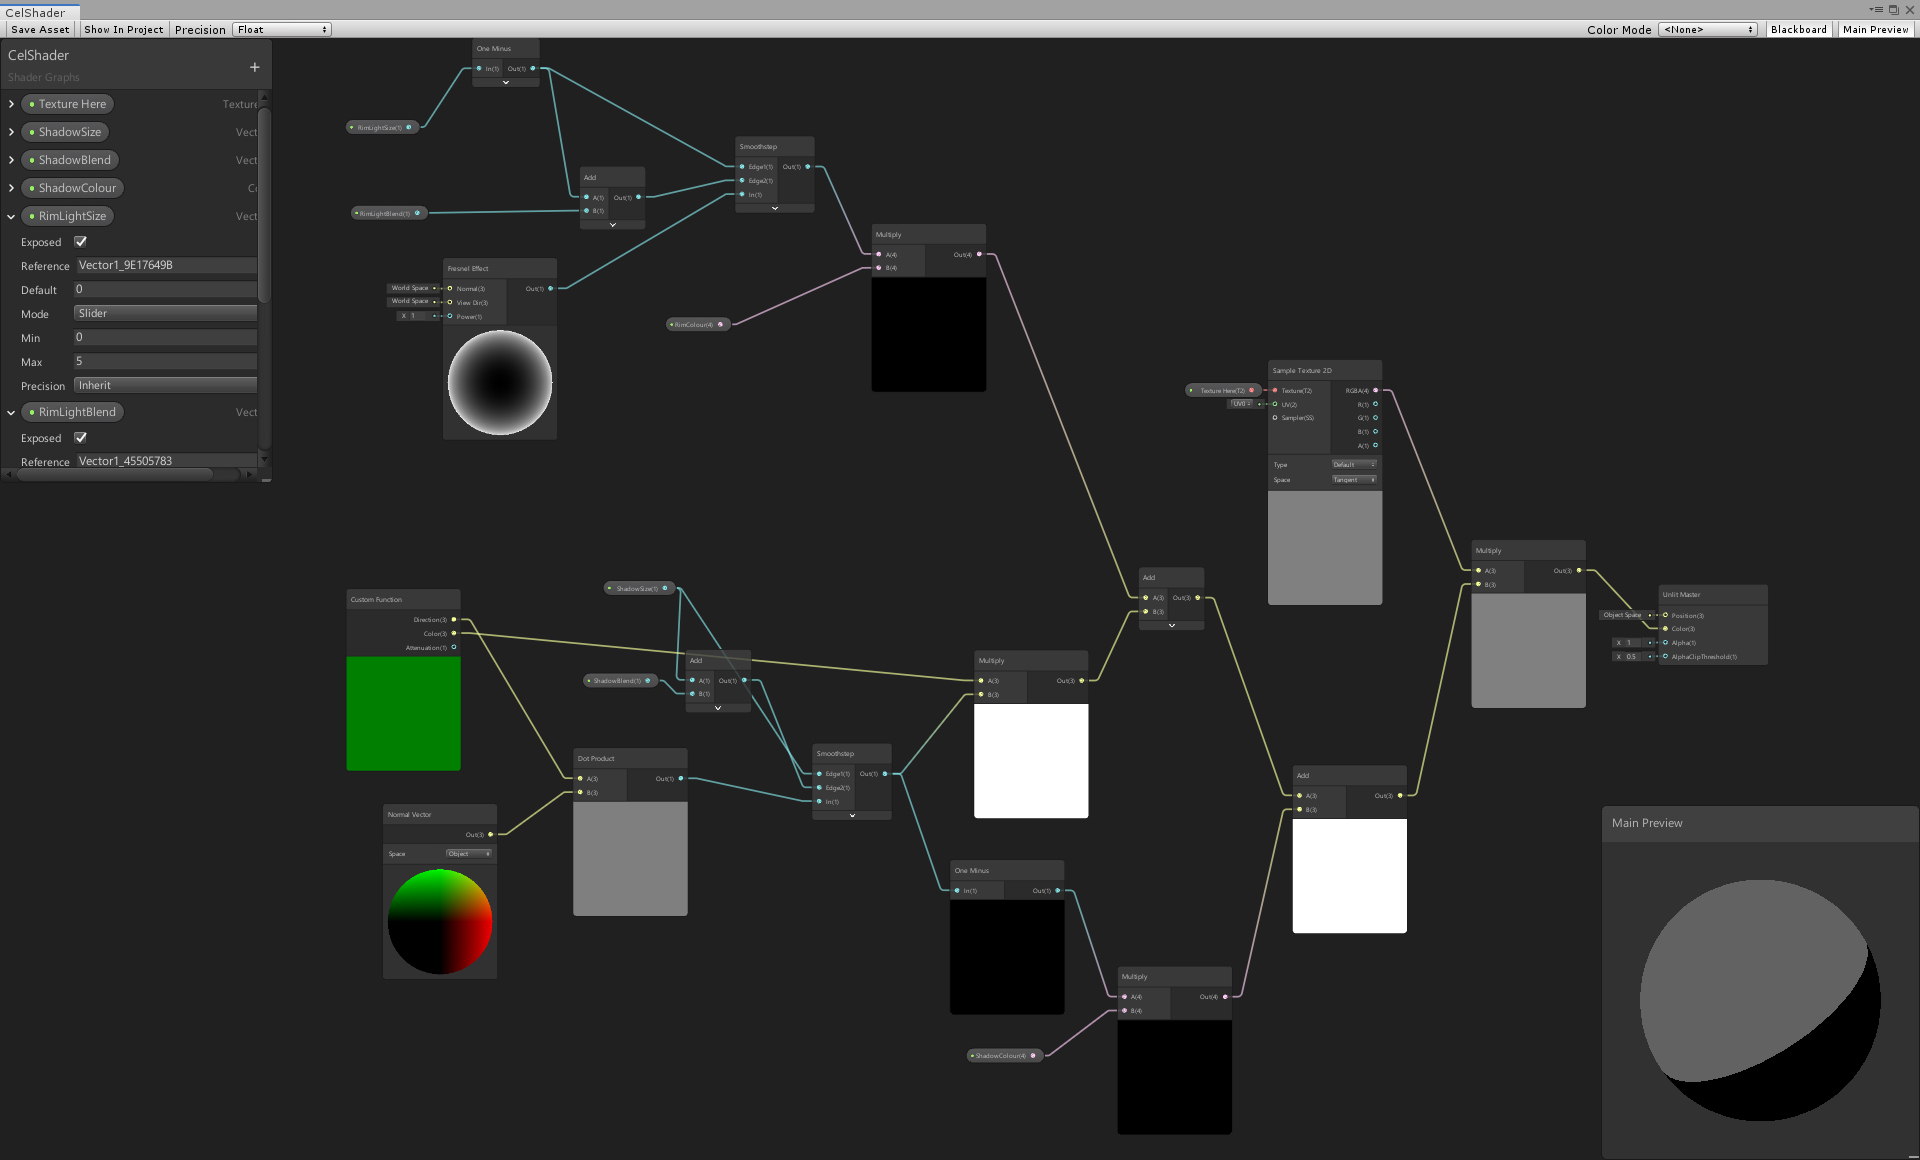 CelShader
Save Asset Show In Project Precision Float Color Mode <None> Blackboard Main Preview
CelShader
Shader Graphs
Texture Here Texture
ShadowSize Vect
ShadowBlend Vect
ShadowColour Co
RimLightSize Vect
Exposed
Reference Vector1_9E17649B
Default 0
Mode Slider
Min 0
Max 5
Precision Inherit
RimLightBlend Vect
Exposed
Reference Vector1_45505783
One Minus
In(1) Out(1)
RimLightSize(1)
Add
A(1) Out(1)
B(1)
RimLightBlend(1)
Smoothstep
Edge1(1) Out(1)
Edge2(1)
In(1)
Fresnel Effect
World Space Normal(3) Out(1)
World Space View Dir(3)
X 1 Power(1)
Multiply
A(4) Out(4)
B(4)
RimColour(4)
Sample Texture 2D
Texture Here(T2) Texture(T2) RGBA(4)
UV0 UV(2) R(1)
Sampler(SS) G(1)
B(1)
A(1)
Type Default
Space Tangent
Custom Function
Direction(3)
Color(3)
Attenuation(1)
ShadowSize(1)
ShadowBlend(1)
Add
A(1) Out(1)
B(1)
Normal Vector
Out(3)
Space Object
Dot Product
A(3) Out(1)
B(3)
Smoothstep
Edge1(1) Out(1)
Edge2(1)
In(1)
Multiply
A(3) Out(3)
B(3)
Add
A(3) Out(3)
B(3)
One Minus
In(1) Out(1)
Multiply
A(4) Out(4)
B(4)
ShadowColour(4)
Add
A(3) Out(3)
B(3)
Multiply
A(3) Out(3)
B(3)
Unlit Master
Object Space Position(3)
Color(3)
X 1 Alpha(1)
X 0.5 AlphaClipThreshold(1)
Main Preview